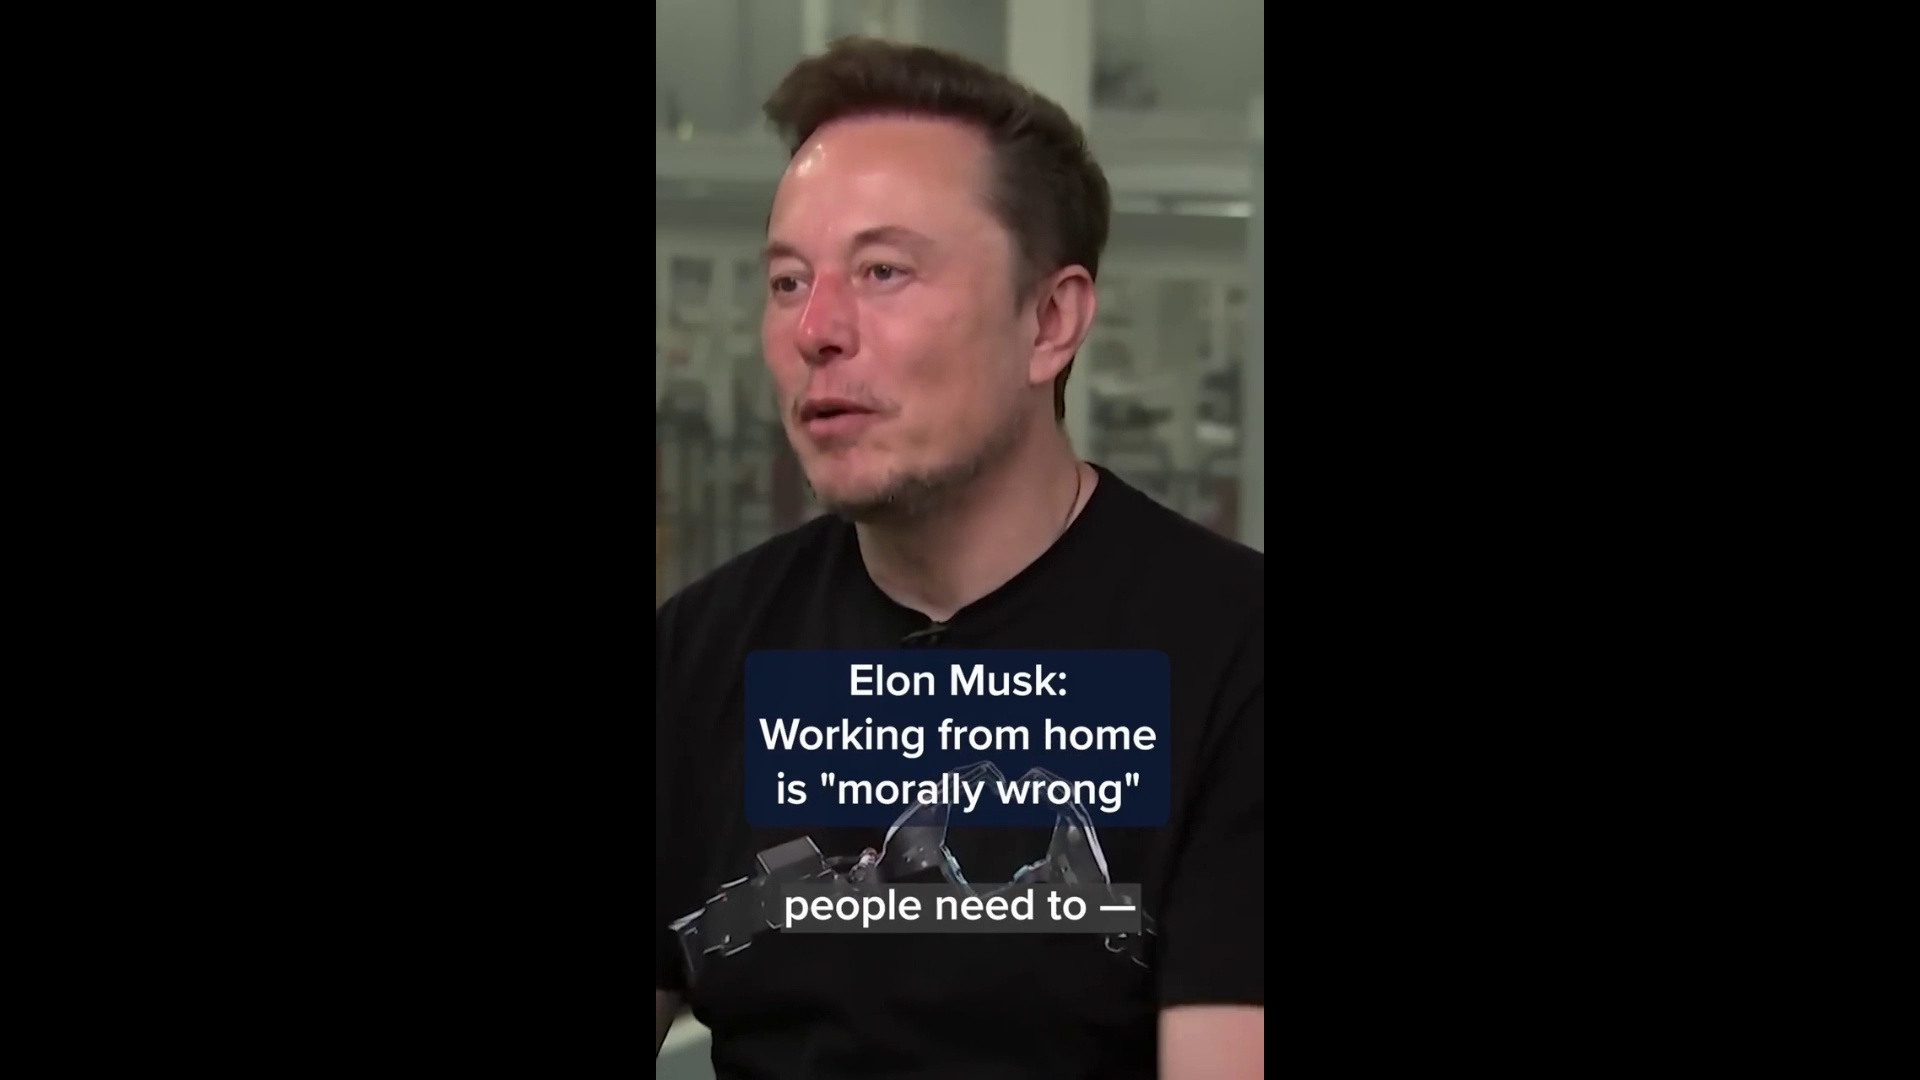 Elon Musk:
Working from home
is "morally wrong"
people need to —